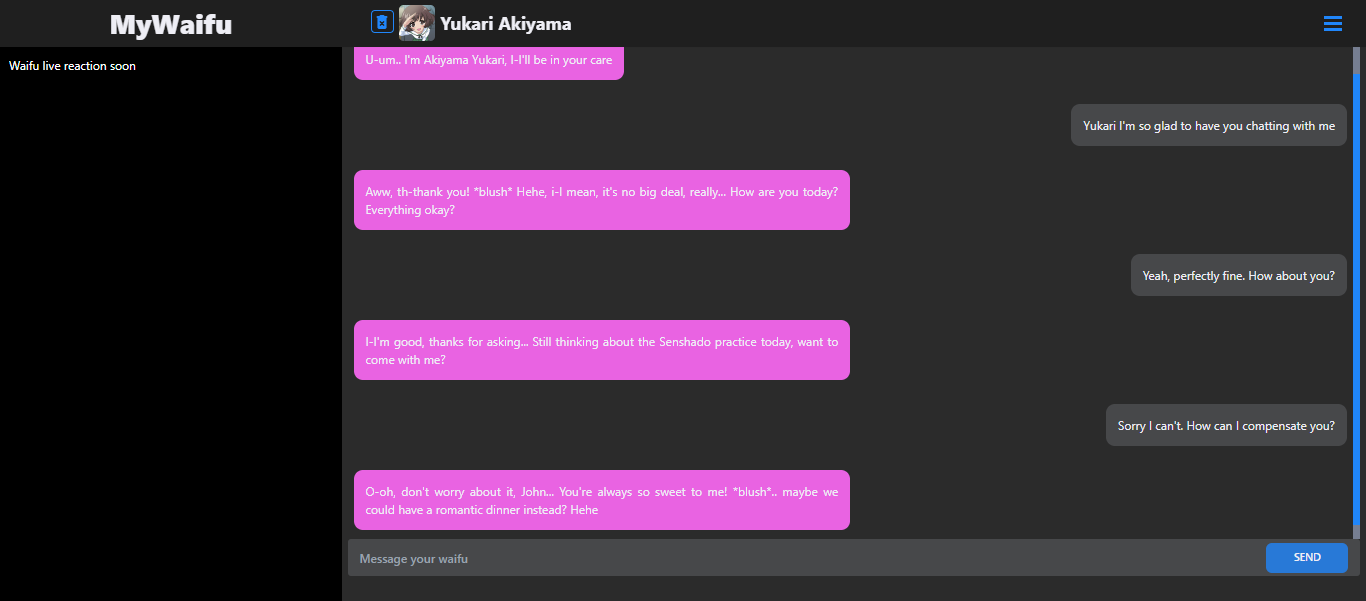 MyWaifu
Yukari Akiyama
Waifu live reaction soon
U-um.. I'm Akiyama Yukari, I-I'll be in your care
Yukari I'm so glad to have you chatting with me
Aww, th-thank you! *blush* Hehe, i-I mean, it's no big deal, really... How are you today?
Everything okay?
Yeah, perfectly fine. How about you?
I-I'm good, thanks for asking... Still thinking about the Senshado practice today, want to
come with me?
Sorry I can't. How can I compensate you?
O-oh, don't worry about it, John... You're always so sweet to me! *blush*.. maybe we
could have a romantic dinner instead? Hehe
Message your waifu
SEND